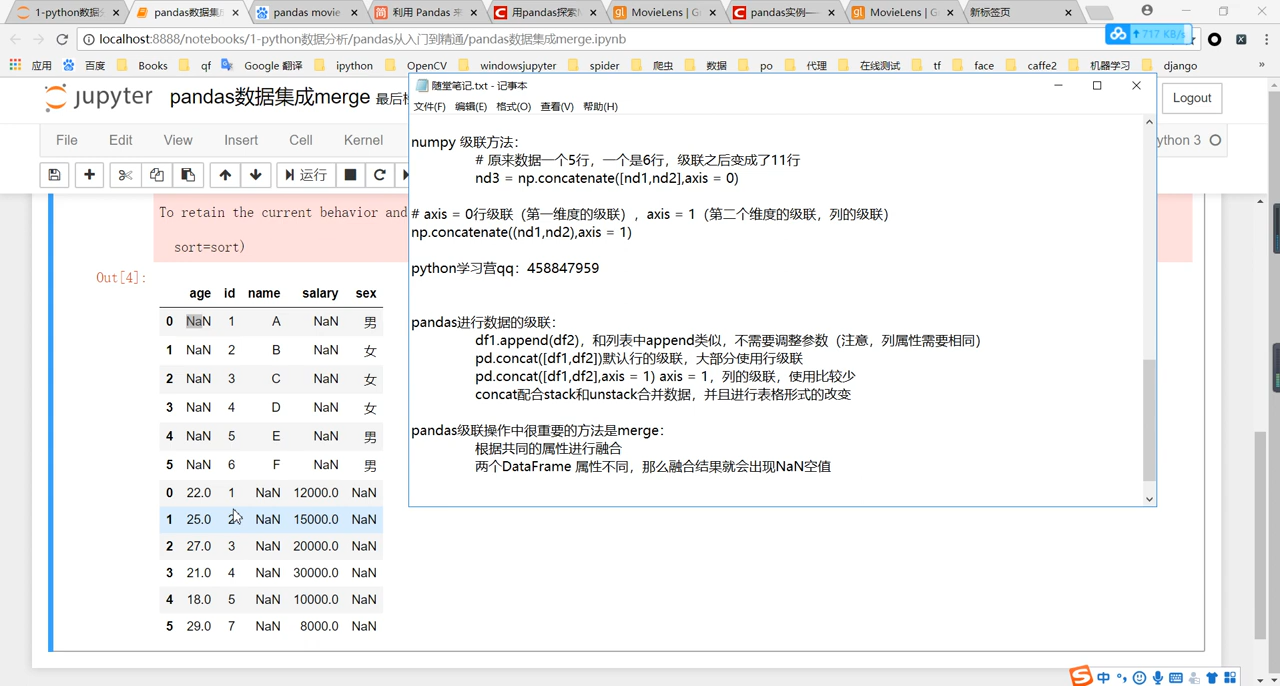 1-python数据分
pandas数据集
pandas movie
利用 Pandas 来
用pandas探索
MovieLens | G
pandas实例—
MovieLens | G
新标签页
localhost:8888/notebooks/1-python数据分析/pandas从入门到精通/pandas数据集成merge.ipynb
717 KB/s
应用 百度 Books qf Google 翻译 ipython OpenCV windowsjupyter spider 爬虫 数据 po 代理 在线测试 tf face caffe2 机器学习 django »
jupyter pandas数据集成merge 最后检
Logout
File Edit View Insert Cell Kernel
ython 3
运行
To retain the current behavior and
sort=sort)
Out[4]:
age id name salary sex
0 NaN 1 A NaN 男
1 NaN 2 B NaN 女
2 NaN 3 C NaN 女
3 NaN 4 D NaN 女
4 NaN 5 E NaN 男
5 NaN 6 F NaN 男
0 22.0 1 NaN 12000.0 NaN
1 25.0 2 NaN 15000.0 NaN
2 27.0 3 NaN 20000.0 NaN
3 21.0 4 NaN 30000.0 NaN
4 18.0 5 NaN 10000.0 NaN
5 29.0 7 NaN 8000.0 NaN
随堂笔记.txt - 记事本
文件(F) 编辑(E) 格式(O) 查看(V) 帮助(H)
numpy 级联方法：
# 原来数据一个5行，一个是6行，级联之后变成了11行
nd3 = np.concatenate([nd1,nd2],axis = 0)
# axis = 0行级联（第一维度的级联），axis = 1（第二个维度的级联，列的级联）
np.concatenate((nd1,nd2),axis = 1)
python学习营qq：458847959
pandas进行数据的级联：
df1.append(df2)，和列表中append类似，不需要调整参数（注意，列属性需要相同）
pd.concat([df1,df2])默认行的级联，大部分使用行级联
pd.concat([df1,df2],axis = 1) axis = 1，列的级联，使用比较少
concat配合stack和unstack合并数据，并且进行表格形式的改变
pandas级联操作中很重要的方法是merge：
根据共同的属性进行融合
两个DataFrame 属性不同，那么融合结果就会出现NaN空值
中